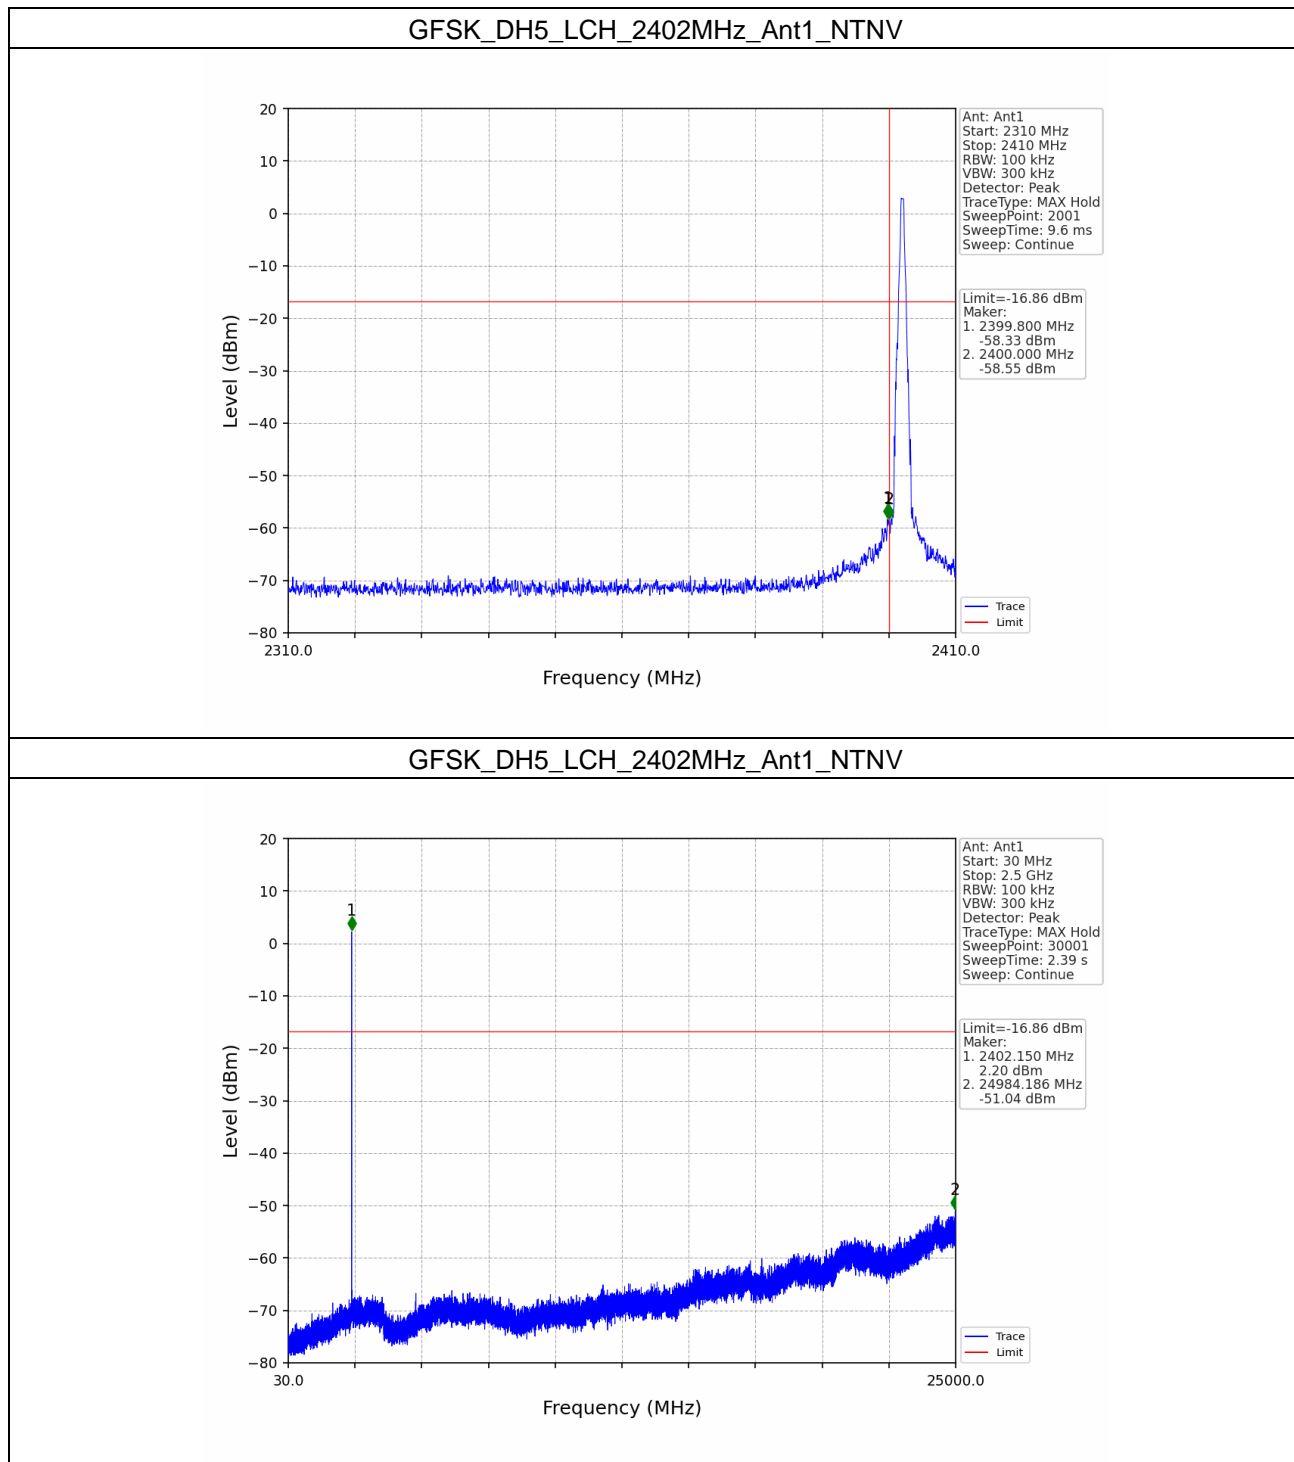 GFSK_DH5_LCH_2402MHz_Ant1_NTNV
20
10
0
−10
−20
−30
−40
−50
−60
−70
−80
Level (dBm)
1
2
2310.0
2410.0
Frequency (MHz)
Ant: Ant1
Start: 2310 MHz
Stop: 2410 MHz
RBW: 100 kHz
VBW: 300 kHz
Detector: Peak
TraceType: MAX Hold
SweepPoint: 2001
SweepTime: 9.6 ms
Sweep: Continue
Limit=-16.86 dBm
Maker:
1. 2399.800 MHz
-58.33 dBm
2. 2400.000 MHz
-58.55 dBm
Trace
Limit
GFSK_DH5_LCH_2402MHz_Ant1_NTNV
20
10
0
−10
−20
−30
−40
−50
−60
−70
−80
Level (dBm)
1
2
30.0
25000.0
Frequency (MHz)
Ant: Ant1
Start: 30 MHz
Stop: 2.5 GHz
RBW: 100 kHz
VBW: 300 kHz
Detector: Peak
TraceType: MAX Hold
SweepPoint: 30001
SweepTime: 2.39 s
Sweep: Continue
Limit=-16.86 dBm
Maker:
1. 2402.150 MHz
2.20 dBm
2. 24984.186 MHz
-51.04 dBm
Trace
Limit